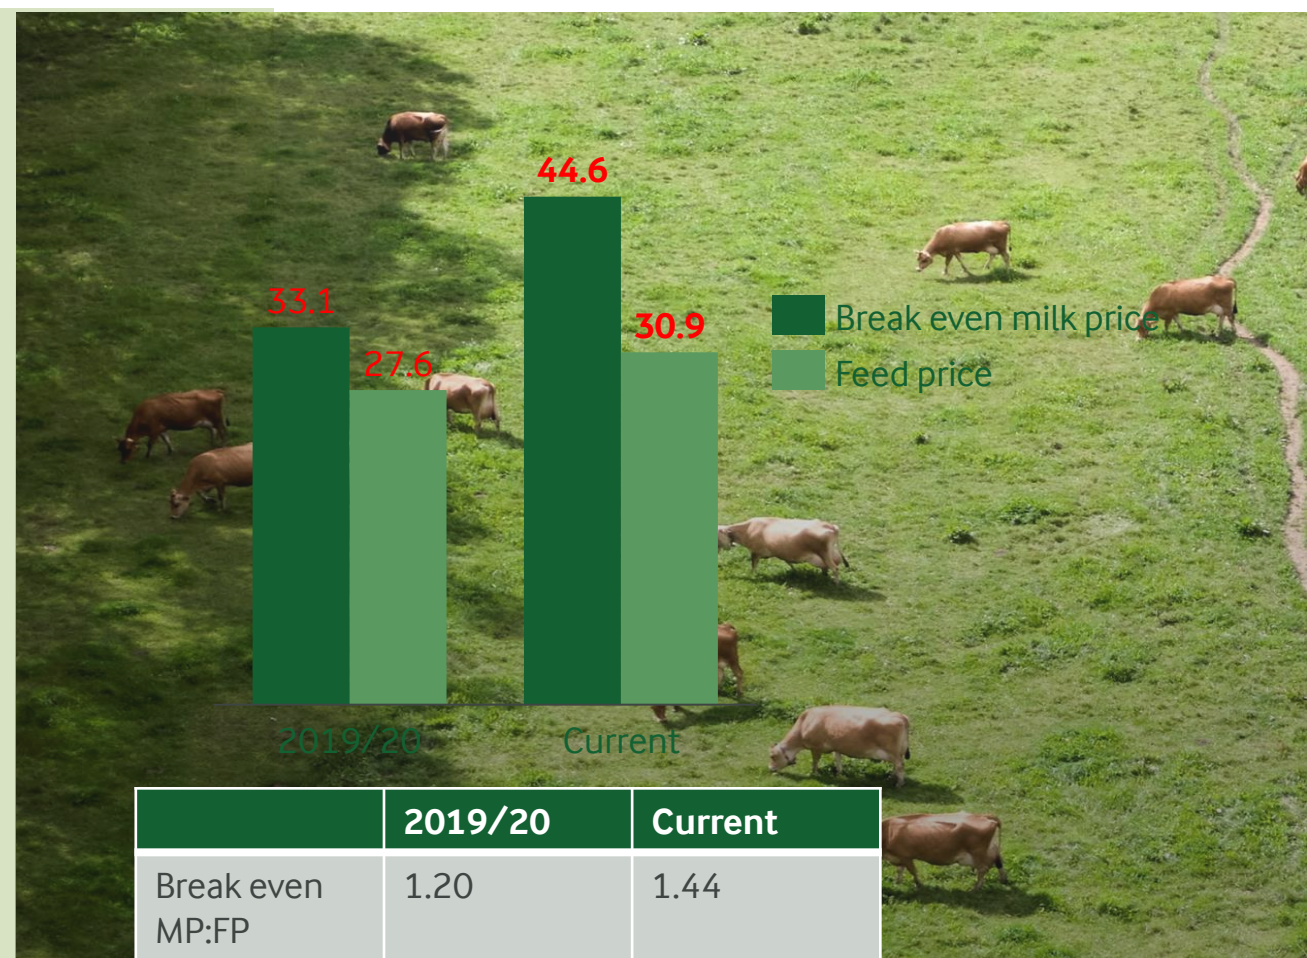 44.6
33.1
30.9
27.6
Break even milk price
Feed price
2019/20 Current
2019/20 Current
Break even 1.20 1.44
MP:FP